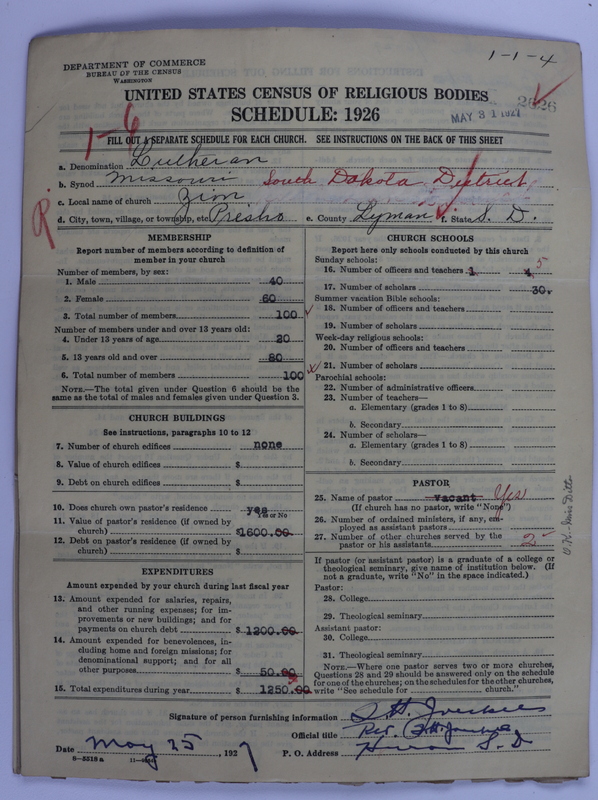 1-1-4
DEPARTMENT OF COMMERCE
BUREAU OF THE CENSUS
WASHINGTON
UNITED STATES CENSUS OF RELIGIOUS BODIES
SCHEDULE: 1926
MAY 31 1927
1-6
FILL OUT A SEPARATE SCHEDULE FOR EACH CHURCH. SEE INSTRUCTIONS ON THE BACK OF THIS SHEET
a. Denomination Lutheran
b. Synod Missouri South Dakota District
c. Local name of church Zion
d. City, town, village, or township, etc. Presho e. County Lyman f. State S. D.
R.
MEMBERSHIP
Report number of members according to definition of
member in your church
Number of members, by sex:
1. Male 40
2. Female 60
3. Total number of members 100
Number of members under and over 13 years old:
4. Under 13 years of age 20
5. 13 years old and over 80
6. Total number of members 100
NOTE.—The total given under Question 6 should be the
same as the total of males and females given under Question 3.
CHURCH BUILDINGS
See instructions, paragraphs 10 to 12
7. Number of church edifices none
8. Value of church edifices $
9. Debt on church edifices $
10. Does church own pastor's residence yes
Yes or No
11. Value of pastor's residence (if owned by
church) $1600.00
12. Debt on pastor's residence (if owned by
church) $
EXPENDITURES
Amount expended by your church during last fiscal year
13. Amount expended for salaries, repairs,
and other running expenses; for im-
provements or new buildings; and for
payments on church debt $ 1200.00
14. Amount expended for benevolences, in-
cluding home and foreign missions; for
denominational support; and for all
other purposes $ 50.00
15. Total expenditures during year $ 1250.00
CHURCH SCHOOLS
Report here only schools conducted by this church
Sunday schools:
16. Number of officers and teachers 1 4 5
17. Number of scholars 30.
Summer vacation Bible schools:
18. Number of officers and teachers
19. Number of scholars
Week-day religious schools:
20. Number of officers and teachers
21. Number of scholars
Parochial schools:
22. Number of administrative officers
23. Number of teachers—
a. Elementary (grades 1 to 8)
b. Secondary
24. Number of scholars—
a. Elementary (grades 1 to 8)
b. Secondary
PASTOR
25. Name of pastor vacant Yes
(If church has no pastor, write "None")
26. Number of ordained ministers, if any, em-
ployed as assistant pastors
27. Number of other churches served by the
pastor or his assistants 2
If pastor (or assistant pastor) is a graduate of a college or
theological seminary, give name of institution below. (If
not a graduate, write "No" in the space indicated.)
Pastor:
28. College
29. Theological seminary
Assistant pastor:
30. College
31. Theological seminary
NOTE.—Where one pastor serves two or more churches,
Questions 28 and 29 should be answered only on the schedule
for one of the churches; on the schedules for the other churches,
write "See schedule for church."
Signature of person furnishing information
Official title Rev.
Date May 25, 1927 P. O. Address S. D.
8-5518a